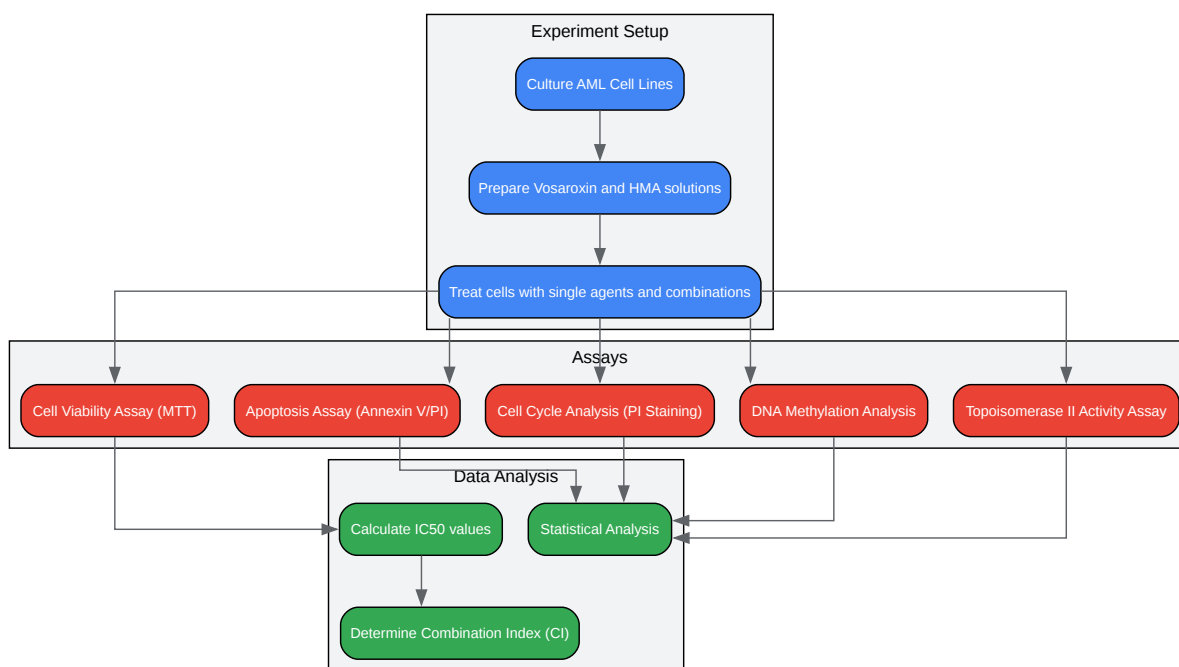 Experiment Setup
Culture AML Cell Lines
Prepare Vosaroxin and HMA solutions
Treat cells with single agents and combinations
Assays
Cell Viability Assay (MTT)
Apoptosis Assay (Annexin V/PI)
Cell Cycle Analysis (PI Staining)
DNA Methylation Analysis
Topoisomerase II Activity Assay
Data Analysis
Calculate IC50 values
Statistical Analysis
Determine Combination Index (CI)